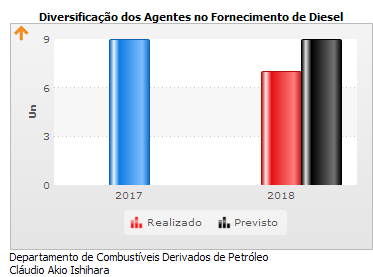 Diversificação dos Agentes no Fornecimento de Diesel
Un
9
6
3
0
2017
2018
Realizado
Previsto
Departamento de Combustíveis Derivados de Petróleo
Cláudio Akio Ishihara